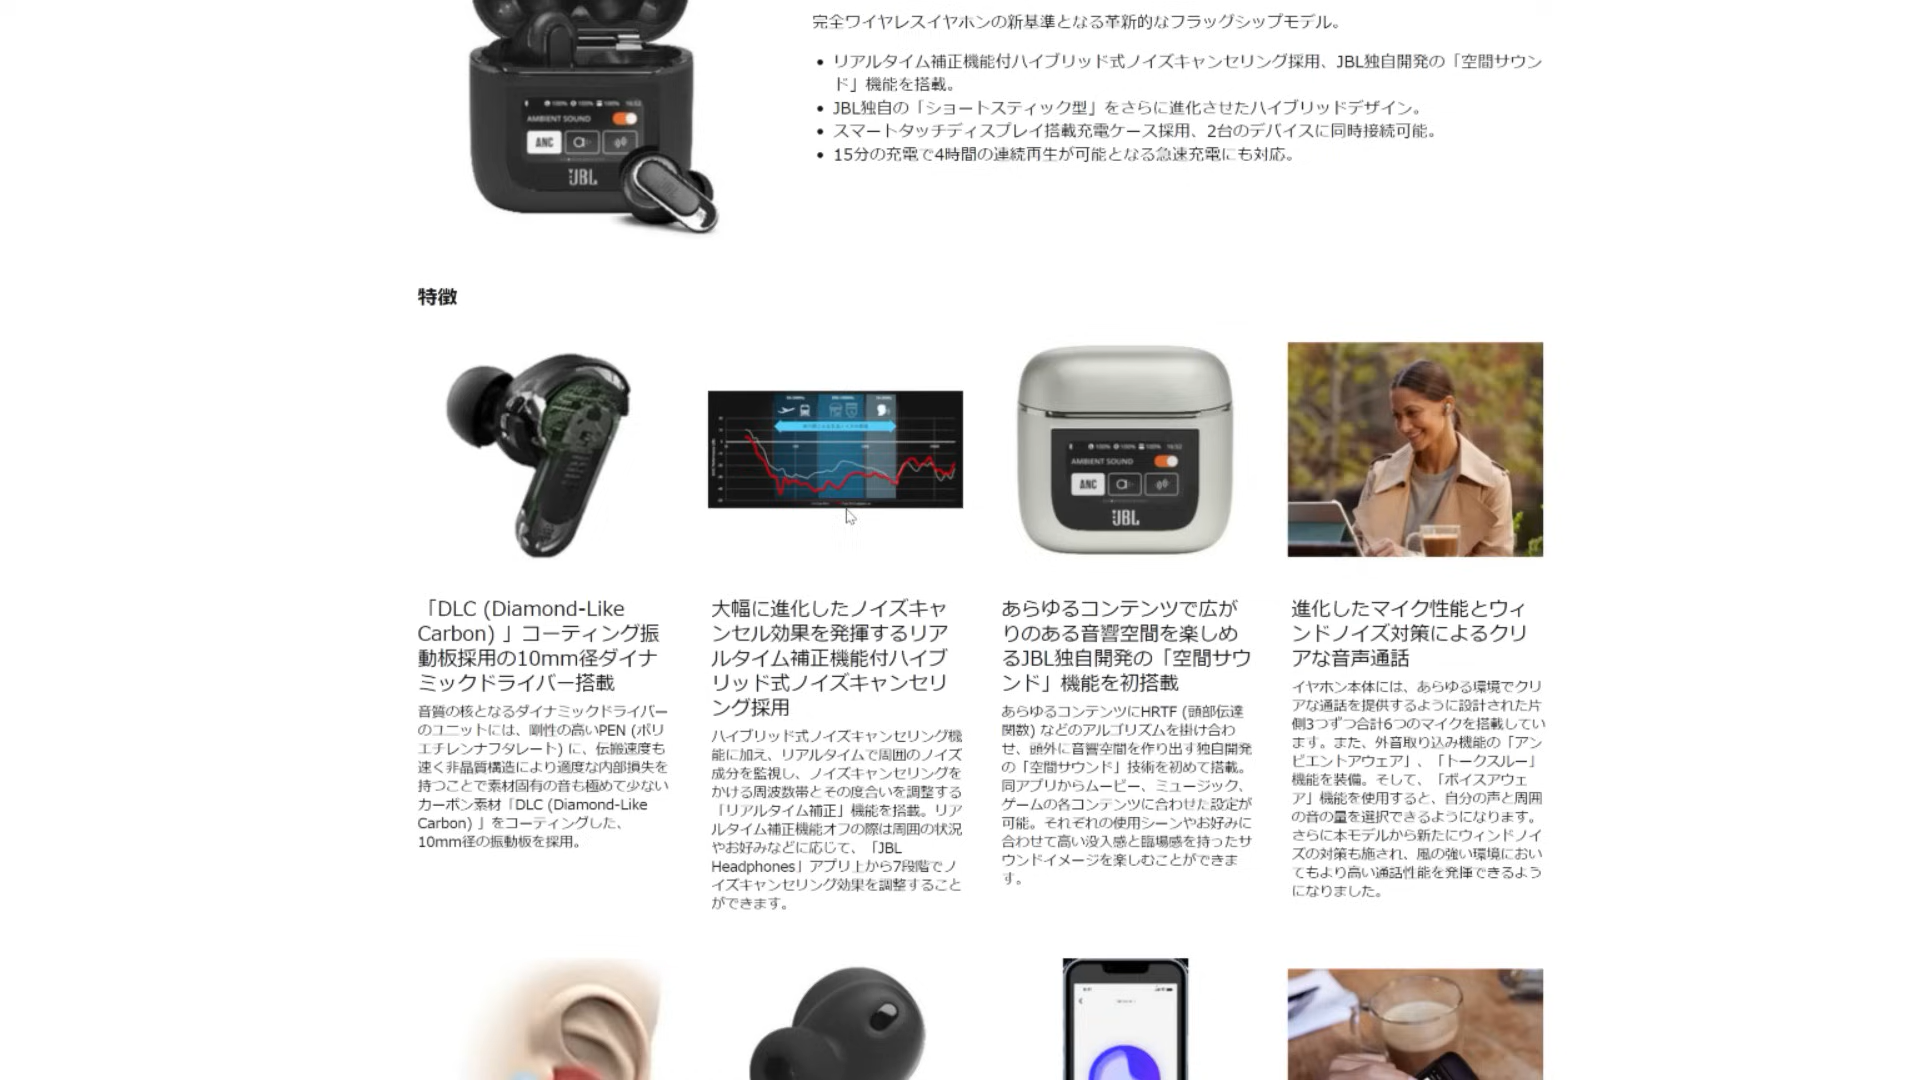 完全ワイヤレスイヤホンの新基準となる革新的なフラッグシップモデル。
• リアルタイム補正機能付ハイブリッド式ノイズキャンセリング採用、JBL独自開発の「空間サウン
ド」機能を搭載。
• JBL独自の「ショートスティック型」をさらに進化させたハイブリッドデザイン。
• スマートタッチディスプレイ搭載充電ケース採用、2台のデバイスに同時接続可能。
• 15分の充電で4時間の連続再生が可能となる急速充電にも対応。
100% 100% 100% 16:52
AMBIENT SOUND
ANC
JBL
JBL
特徴
100% 100% 100% 16:52
AMBIENT SOUND
ANC
JBL
「DLC (Diamond-Like
Carbon) 」コーティング振
動板採用の10mm径ダイナ
ミックドライバー搭載
音質の核となるダイナミックドライバー
のユニットには、剛性の高いPEN (ポリ
エチレンナフタレート) に、伝搬速度も
速く非晶質構造により適度な内部損失を
持つことで素材固有の音も極めて少ない
カーボン素材「DLC (Diamond-Like
Carbon) 」をコーティングした、
10mm径の振動板を採用。
大幅に進化したノイズキャ
ンセル効果を発揮するリア
ルタイム補正機能付ハイブ
リッド式ノイズキャンセリ
ング採用
ハイブリッド式ノイズキャンセリング機
能に加え、リアルタイムで周囲のノイズ
成分を監視し、ノイズキャンセリングを
かける周波数帯とその度合いを調整する
「リアルタイム補正」機能を搭載。リア
ルタイム補正機能オフの際は周囲の状況
やお好みなどに応じて、「JBL
Headphones」アプリ上から7段階でノ
イズキャンセリング効果を調整すること
ができます。
あらゆるコンテンツで広が
りのある音響空間を楽しめ
るJBL独自開発の「空間サウ
ンド」機能を初搭載
あらゆるコンテンツにHRTF (頭部伝達
関数) などのアルゴリズムを掛け合わ
せ、頭外に音響空間を作り出す独自開発
の「空間サウンド」技術を初めて搭載。
同アプリからムービー、ミュージック、
ゲームの各コンテンツに合わせた設定が
可能。それぞれの使用シーンやお好みに
合わせて高い没入感と臨場感を持ったサ
ウンドイメージを楽しむことができま
す。
進化したマイク性能とウィ
ンドノイズ対策によるクリ
アな音声通話
イヤホン本体には、あらゆる環境でクリ
アな通話を提供するように設計された片
側3つずつ合計6つのマイクを搭載してい
ます。また、外音取り込み機能の「アン
ビエントアウェア」、「トークスルー」
機能を装備。そして、「ボイスアウェ
ア」機能を使用すると、自分の声と周囲
の音の量を選択できるようになります。
さらに本モデルから新たにウィンドノイ
ズの対策も施され、風の強い環境におい
てもより高い通話性能を発揮できるよう
になりました。